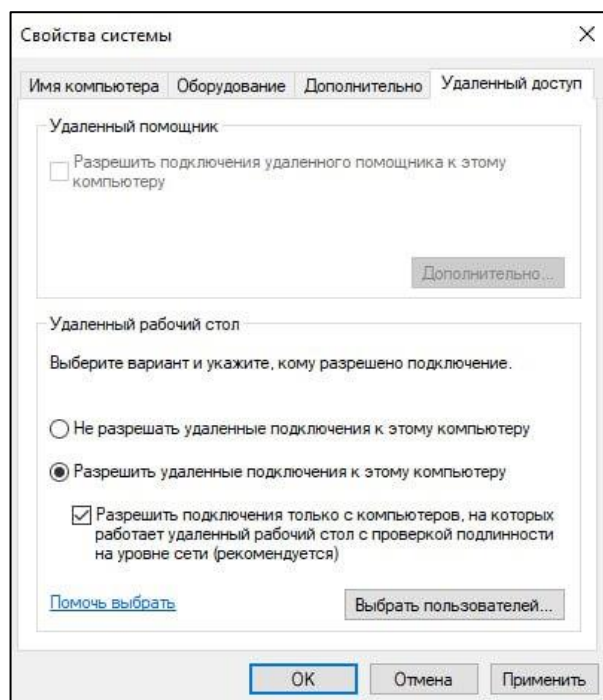 Свойства системы
Имя компьютера Оборудование Дополнительно Удаленный доступ
Удаленный помощник
Разрешить подключения удаленного помощника к этому
компьютеру
Дополнительно...
Удаленный рабочий стол
Выберите вариант и укажите, кому разрешено подключение.
Не разрешать удаленные подключения к этому компьютеру
Разрешить удаленные подключения к этому компьютеру
Разрешить подключения только с компьютеров, на которых
работает удаленный рабочий стол с проверкой подлинности
на уровне сети (рекомендуется)
Помочь выбрать Выбрать пользователей...
OK Отмена Применить